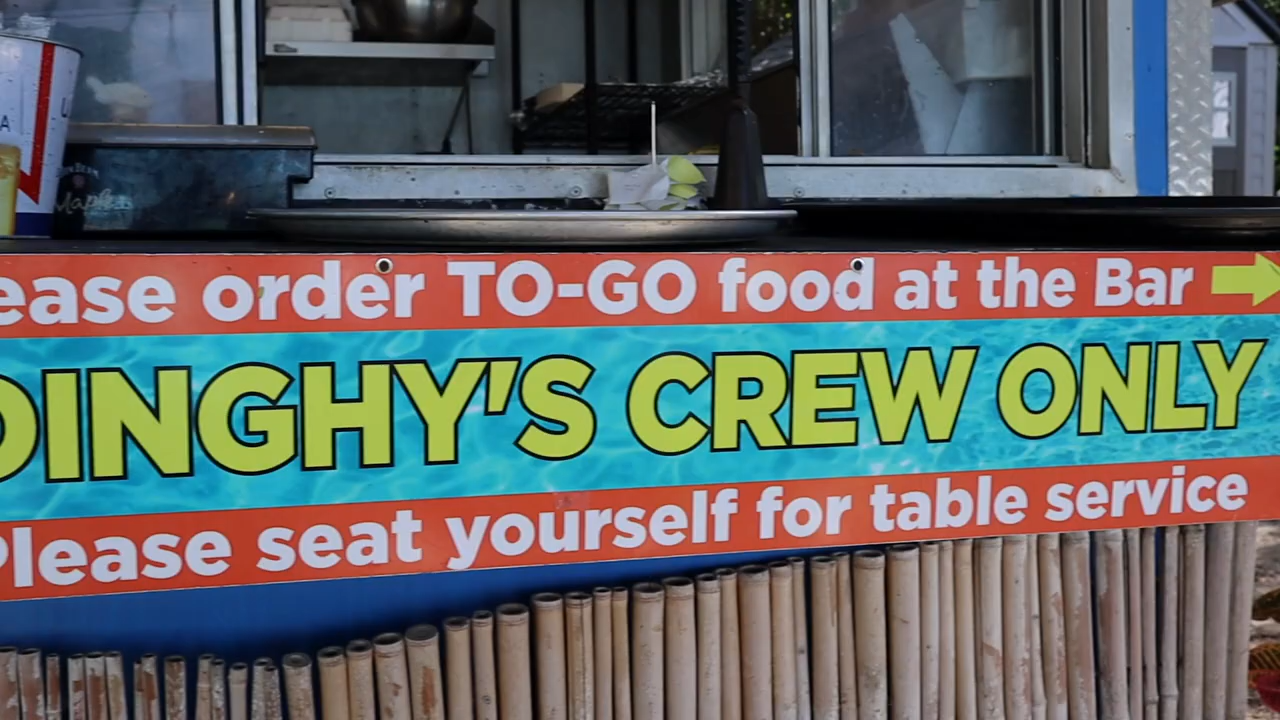 ease order TO-GO food at the Bar
DINGHY'S CREW ONLY
Please seat yourself for table service